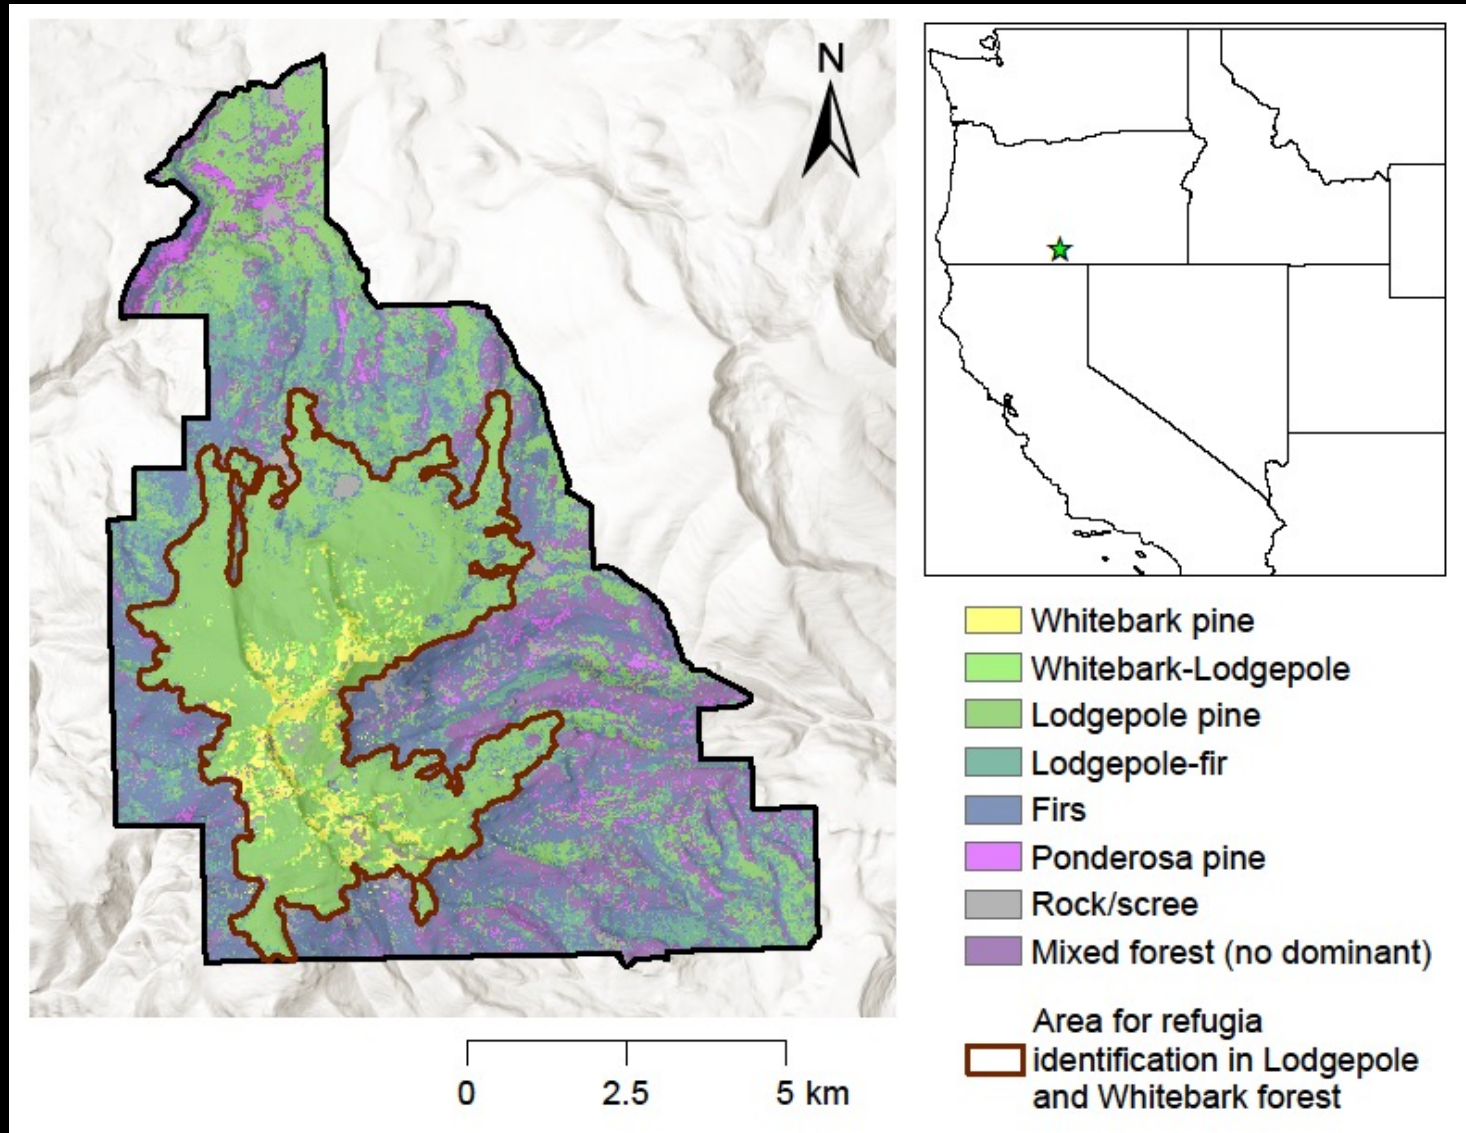 N
Whitebark pine
Whitebark-Lodgepole
Lodgepole pine
Lodgepole-fir
Firs
Ponderosa pine
Rock/scree
Mixed forest (no dominant)
Area for refugia
identification in Lodgepole
and Whitebark forest
0 2.5 5 km